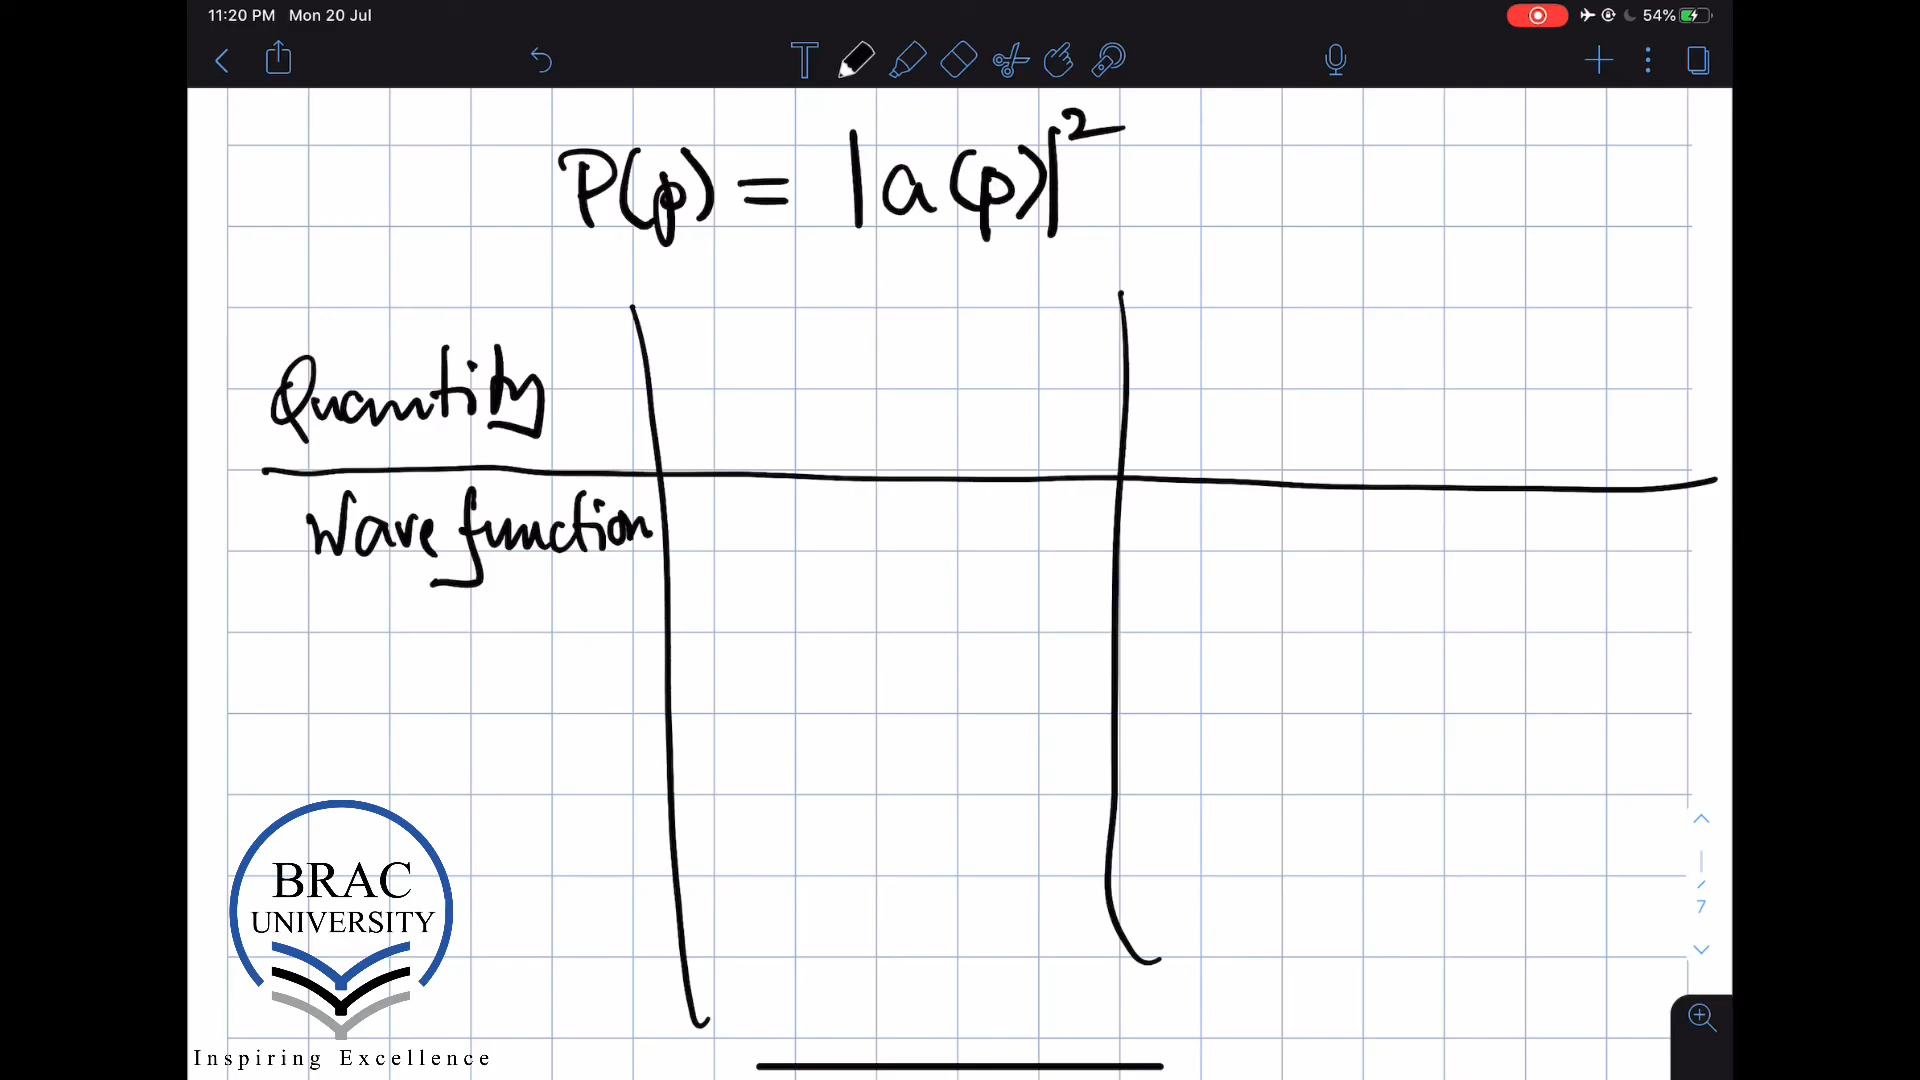 11:20 PM Mon 20 Jul 54%
P(p) = |a(p)|²
Quantity
Wave function
7
BRAC
UNIVERSITY
Inspiring Excellence